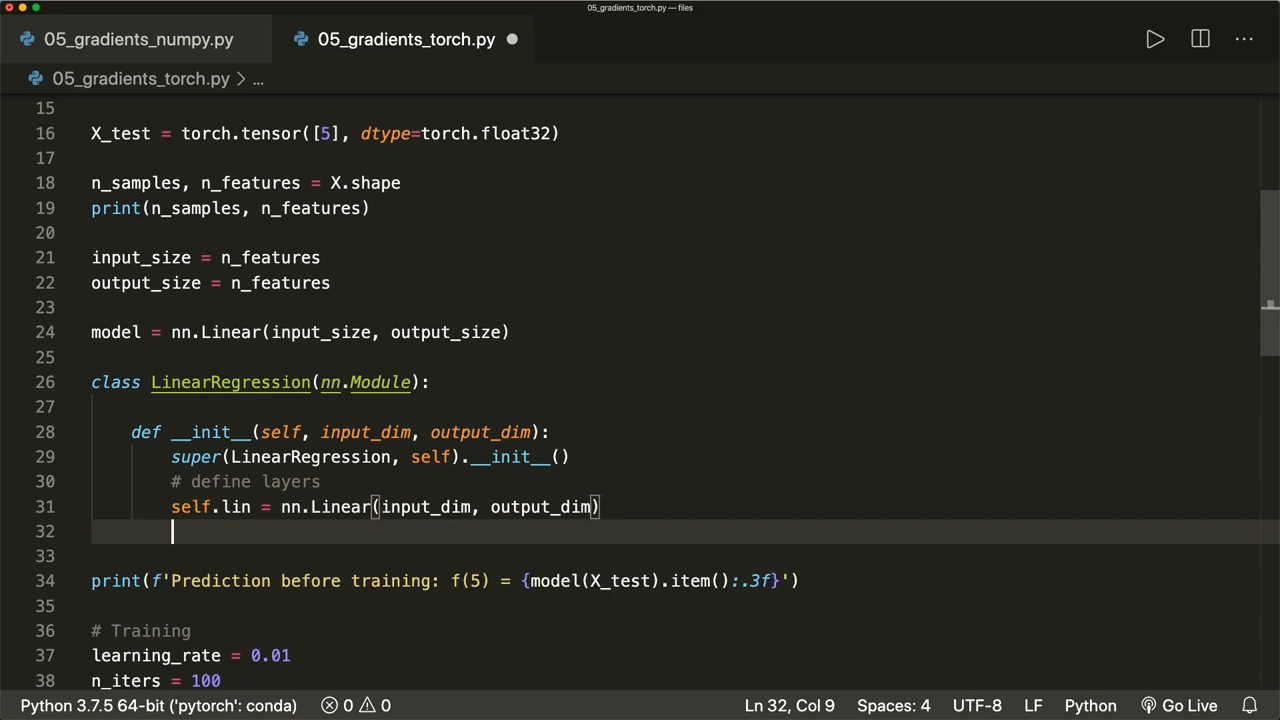 05_gradients_torch.py — files
05_gradients_numpy.py
05_gradients_torch.py
05_gradients_torch.py > ...
15
16 X_test = torch.tensor([5], dtype=torch.float32)
17
18 n_samples, n_features = X.shape
19 print(n_samples, n_features)
20
21 input_size = n_features
22 output_size = n_features
23
24 model = nn.Linear(input_size, output_size)
25
26 class LinearRegression(nn.Module):
27
28     def __init__(self, input_dim, output_dim):
29         super(LinearRegression, self).__init__()
30         # define layers
31         self.lin = nn.Linear(input_dim, output_dim)
32
33
34 print(f'Prediction before training: f(5) = {model(X_test).item():.3f}')
35
36 # Training
37 learning_rate = 0.01
38 n_iters = 100
Python 3.7.5 64-bit ('pytorch': conda) 0 0 Ln 32, Col 9 Spaces: 4 UTF-8 LF Python Go Live